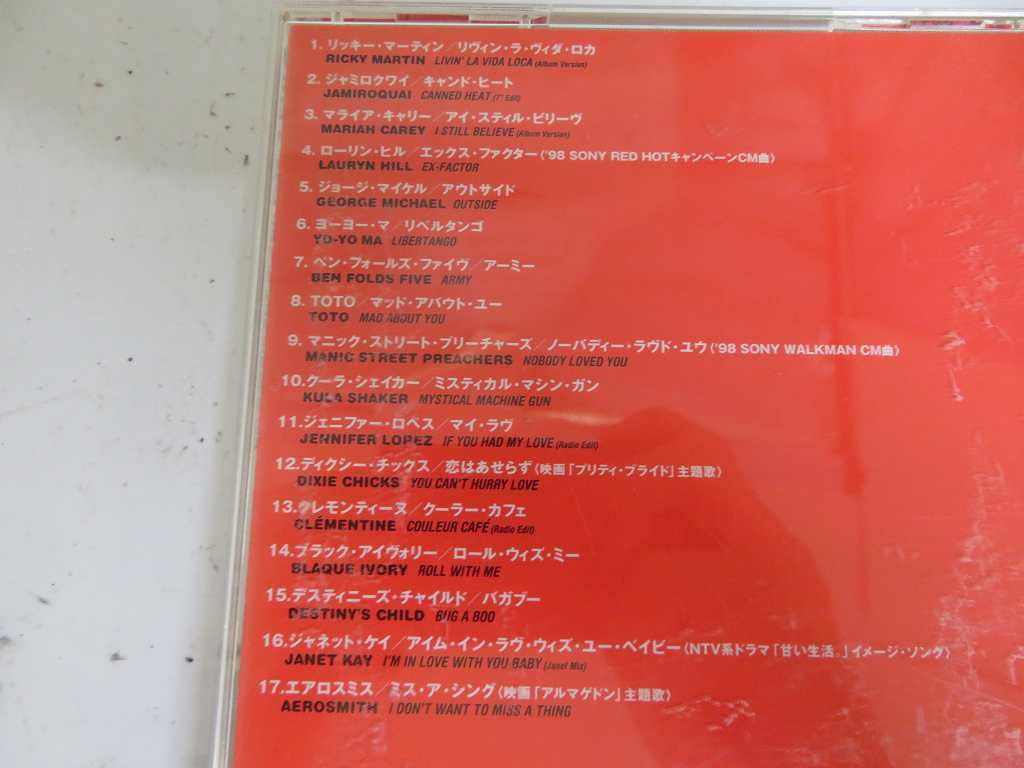 1. リッキー・マーティン／リヴィン・ラ・ヴィダ・ロカ
RICKY MARTIN LIVIN' LA VIDA LOCA (Album Version)
2. ジャミロクワイ／キャンド・ヒート
JAMIROQUAI CANNED HEAT (7" Edit)
3. マライア・キャリー／アイ・スティル・ビリーヴ
MARIAH CAREY I STILL BELIEVE (Album Version)
4. ローリン・ヒル／エックス・ファクター〈'98 SONY RED HOTキャンペーンCM曲〉
LAURYN HILL EX-FACTOR
5. ジョージ・マイケル／アウトサイド
GEORGE MICHAEL OUTSIDE
6. ヨーヨー・マ／リベルタンゴ
YO-YO MA LIBERTANGO
7. ベン・フォールズ・ファイヴ／アーミー
BEN FOLDS FIVE ARMY
8. TOTO／マッド・アバウト・ユー
TOTO MAD ABOUT YOU
9. マニック・ストリート・プリーチャーズ／ノーバディー・ラヴド・ユウ〈'98 SONY WALKMAN CM曲〉
MANIC STREET PREACHERS NOBODY LOVED YOU
10.クーラ・シェイカー／ミスティカル・マシン・ガン
KULA SHAKER MYSTICAL MACHINE GUN
11.ジェニファー・ロペス／マイ・ラヴ
JENNIFER LOPEZ IF YOU HAD MY LOVE (Radio Edit)
12.ディクシー・チックス／恋はあせらず〈映画「プリティ・ブライド」主題歌〉
DIXIE CHICKS YOU CAN'T HURRY LOVE
13.クレモンティーヌ／クーラー・カフェ
CLÉMENTINE COULEUR CAFÉ (Radio Edit)
14.ブラック・アイヴォリー／ロール・ウィズ・ミー
BLAQUE IVORY ROLL WITH ME
15.デスティニーズ・チャイルド／バガブー
DESTINY'S CHILD BUG A BOO
16.ジャネット・ケイ／アイム・イン・ラヴ・ウィズ・ユー・ベイビー〈NTV系ドラマ「甘い生活。」イメージ・ソング〉
JANET KAY I'M IN LOVE WITH YOU BABY (Janet Mix)
17.エアロスミス／ミス・ア・シング〈映画「アルマゲドン」主題歌〉
AEROSMITH I DON'T WANT TO MISS A THING